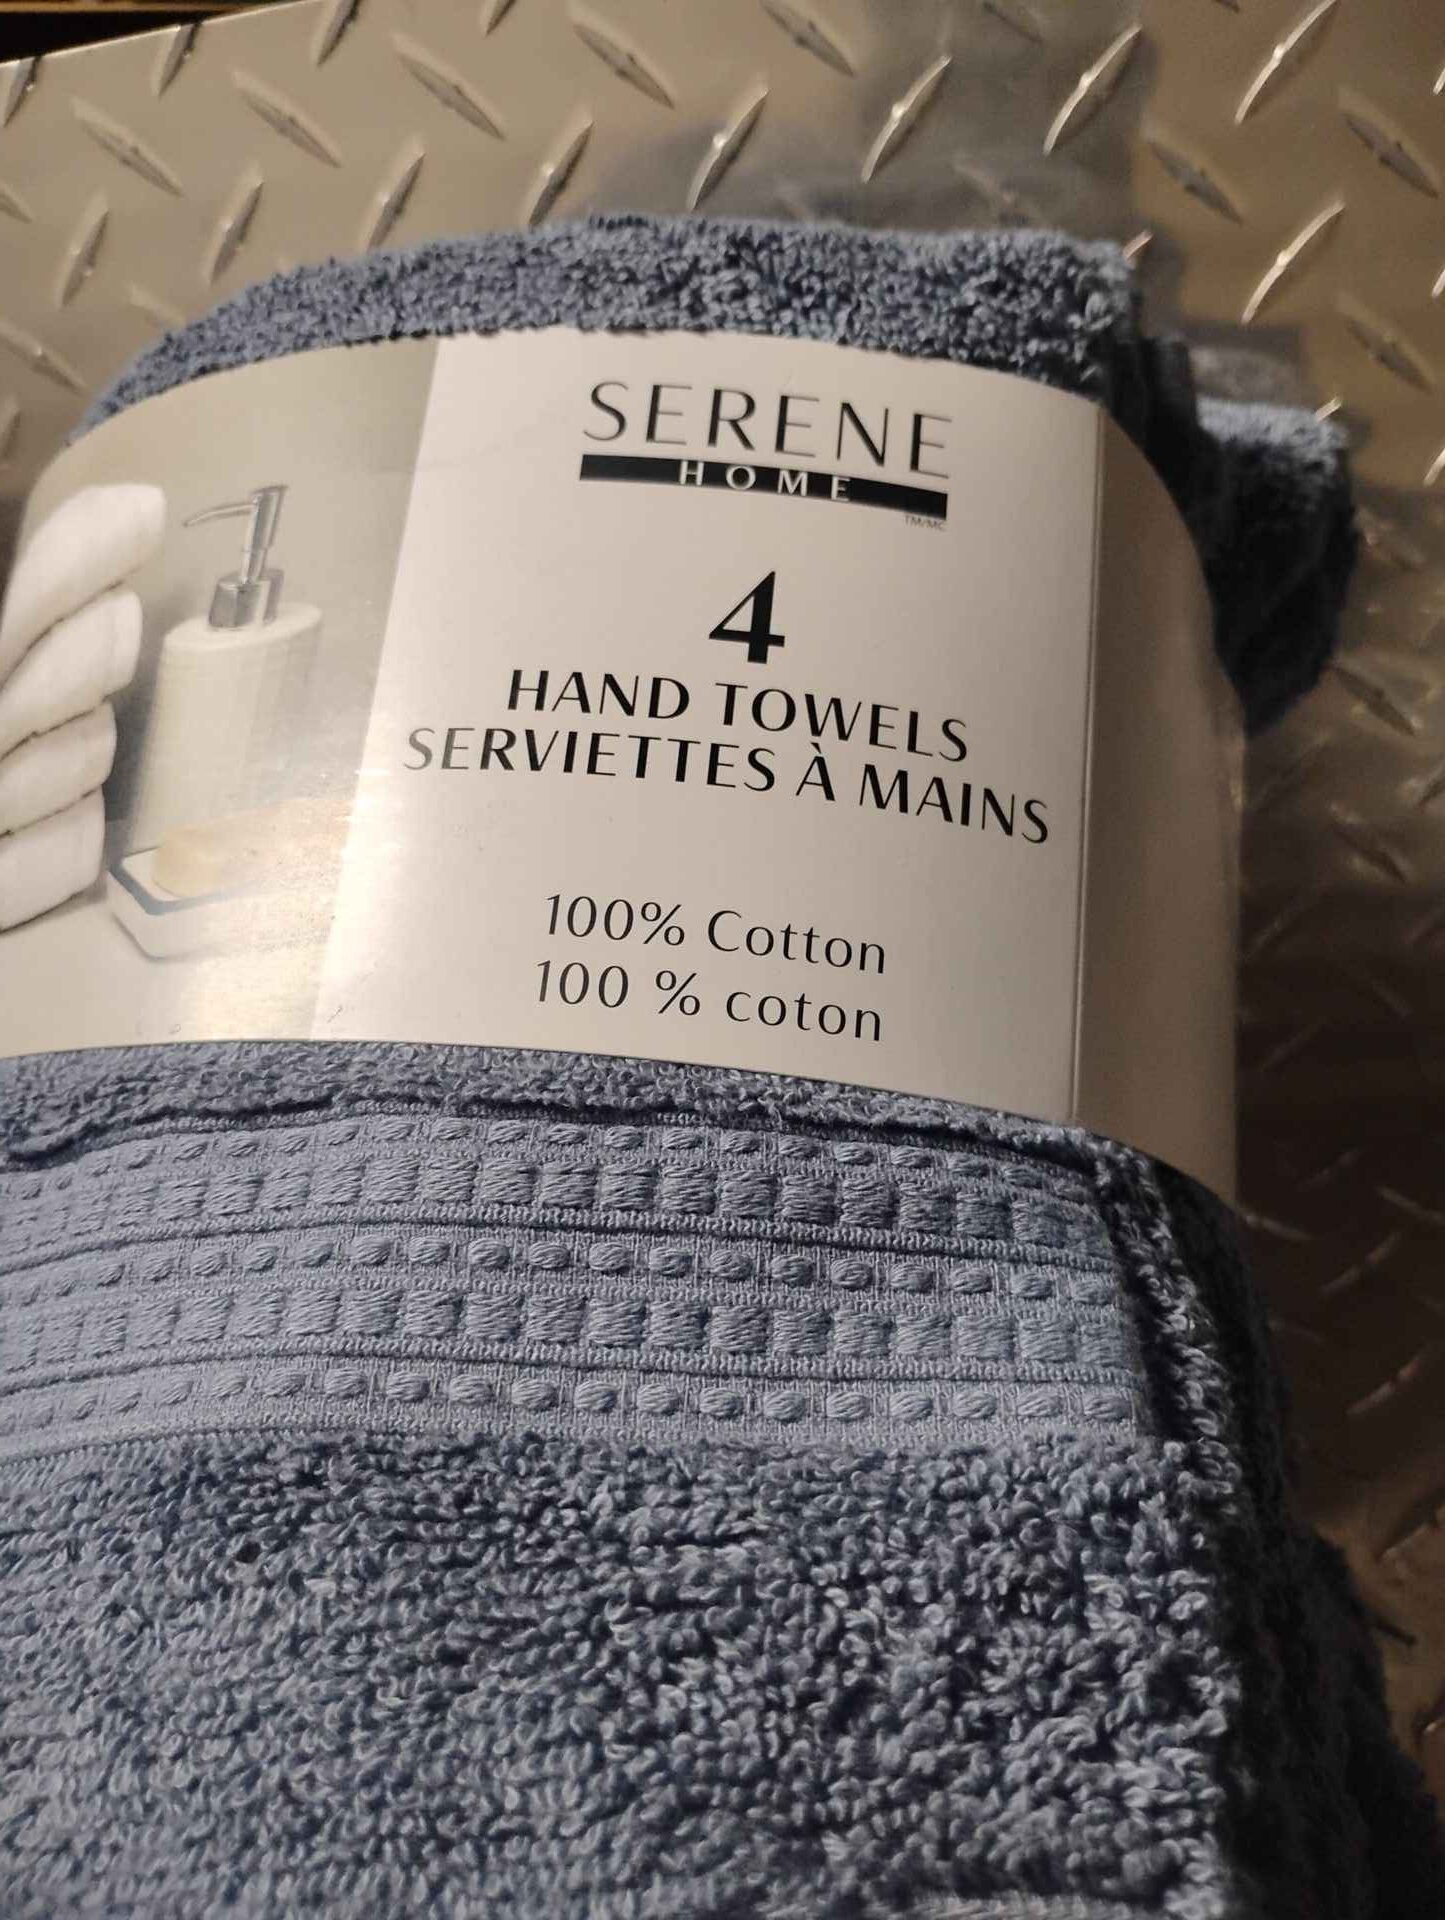 SERENE
HOME
TM/MC
4
HAND TOWELS
SERVIETTES À MAINS
100% Cotton
100 % coton